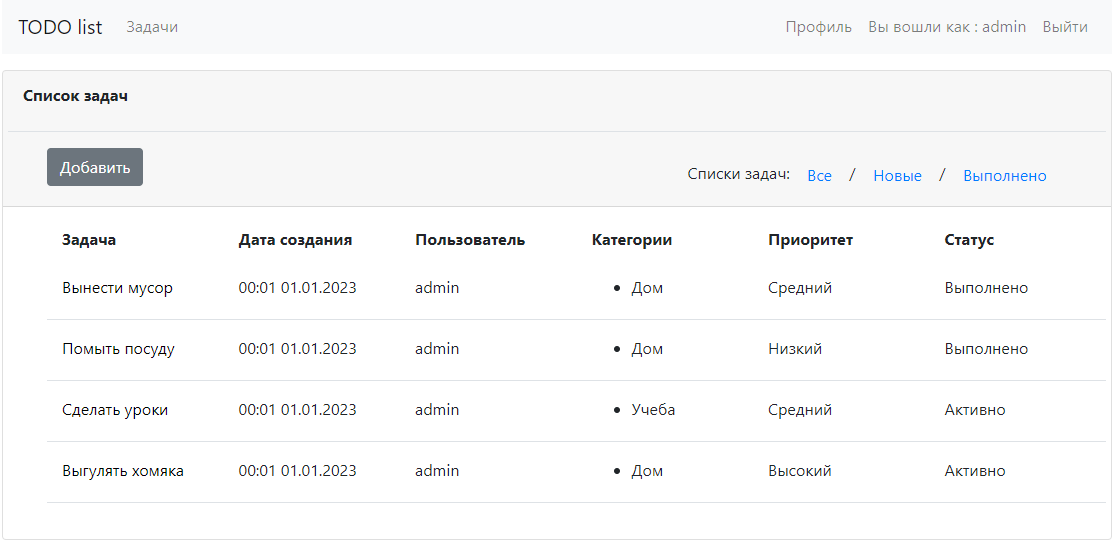 TODO list Задачи Профиль Вы вошли как : admin Выйти
Список задач
Добавить Списки задач: Все / Новые / Выполнено
Задача Дата создания Пользователь Категории Приоритет Статус
Вынести мусор 00:01 01.01.2023 admin • Дом Средний Выполнено
Помыть посуду 00:01 01.01.2023 admin • Дом Низкий Выполнено
Сделать уроки 00:01 01.01.2023 admin • Учеба Средний Активно
Выгулять хомяка 00:01 01.01.2023 admin • Дом Высокий Активно